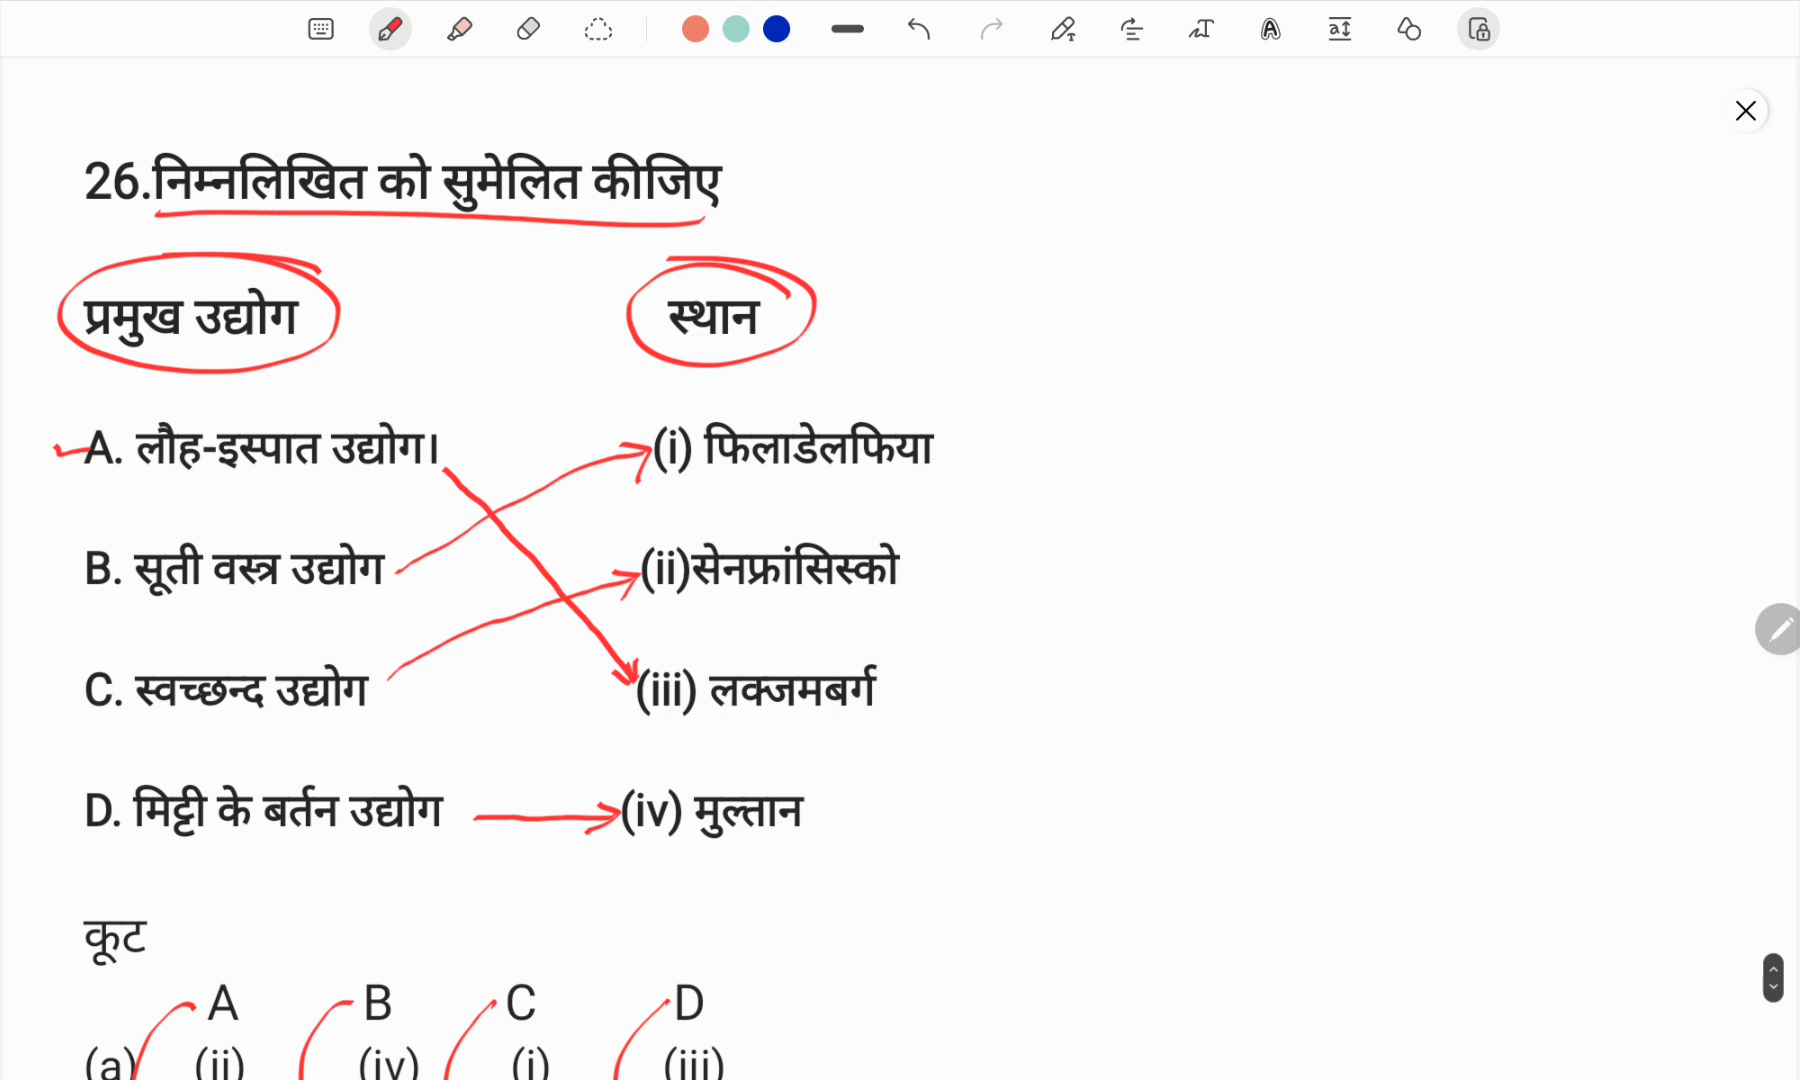 26.निम्नलिखित को सुमेलित कीजिए
प्रमुख उद्योग स्थान
A. लौह-इस्पात उद्योग। (i) फिलाडेलफिया
B. सूती वस्त्र उद्योग (ii)सेनफ्रांसिस्को
C. स्वच्छन्द उद्योग (iii) लक्जमबर्ग
D. मिट्टी के बर्तन उद्योग (iv) मुल्तान
कूट
A B C D
(a) (ii) (iv) (i) (iii)